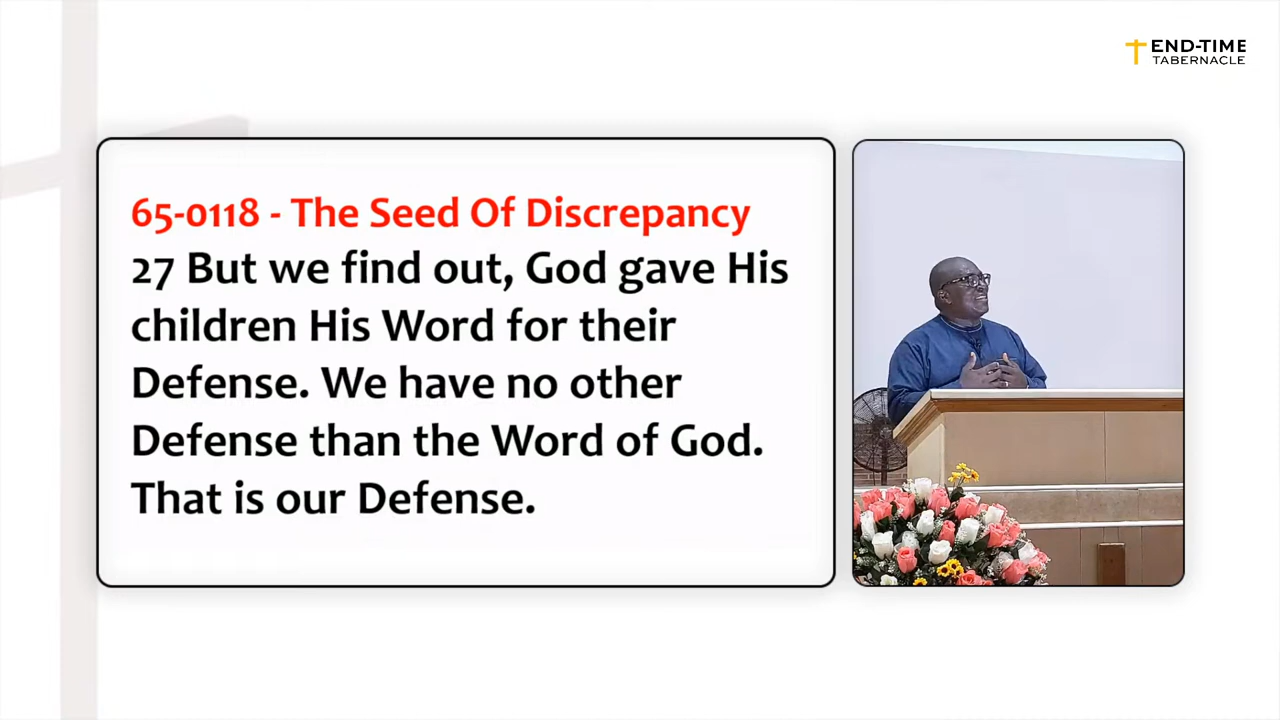 END-TIME
TABERNACLE
65-0118 - The Seed Of Discrepancy
27 But we find out, God gave His
children His Word for their
Defense. We have no other
Defense than the Word of God.
That is our Defense.